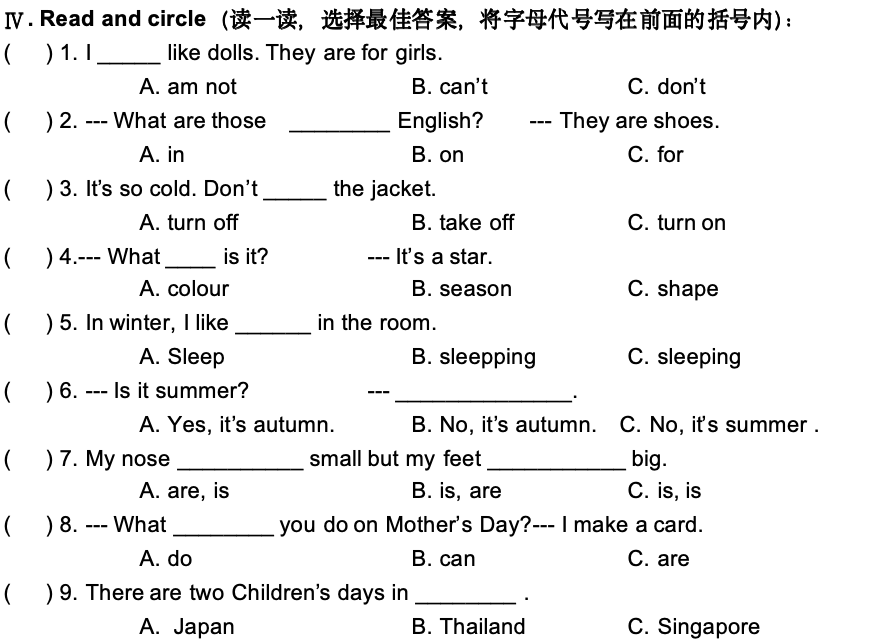 Ⅳ. Read and circle (读一读，选择最佳答案，将字母代号写在前面的括号内)：
(    ) 1. I _____ like dolls. They are for girls.
A. am not    B. can't    C. don't
(    ) 2. --- What are those ________ English?    --- They are shoes.
A. in    B. on    C. for
(    ) 3. It's so cold. Don't _____ the jacket.
A. turn off    B. take off    C. turn on
(    ) 4.--- What ____ is it?    --- It's a star.
A. colour    B. season    C. shape
(    ) 5. In winter, I like ______ in the room.
A. Sleep    B. sleepping    C. sleeping
(    ) 6. --- Is it summer?    --- ______________.
A. Yes, it's autumn.    B. No, it's autumn.    C. No, it's summer .
(    ) 7. My nose __________ small but my feet ___________ big.
A. are, is    B. is, are    C. is, is
(    ) 8. --- What ________ you do on Mother's Day?--- I make a card.
A. do    B. can    C. are
(    ) 9. There are two Children's days in ________ .
A. Japan    B. Thailand    C. Singapore